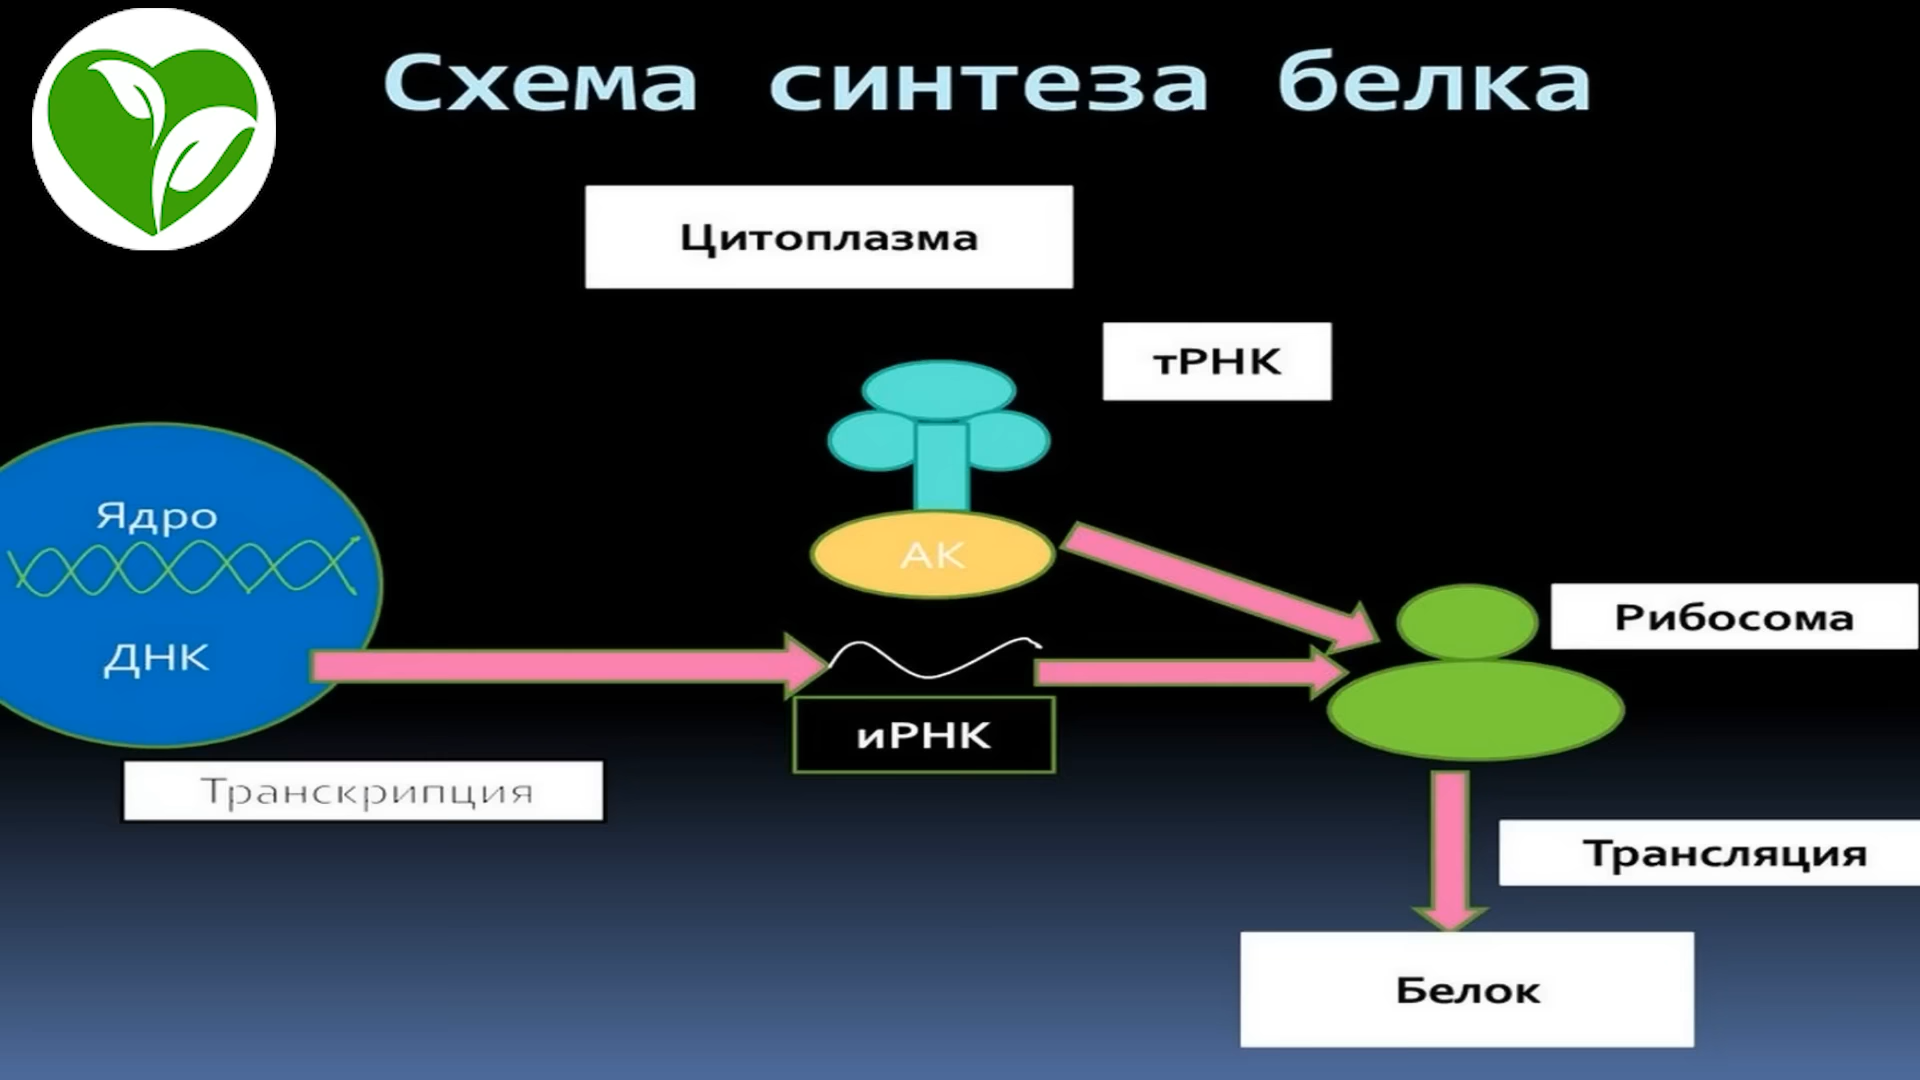 Схема синтеза белка
Цитоплазма
тРНК
Ядро
АК
ДНК
Рибосома
иРНК
Транскрипция
Трансляция
Белок